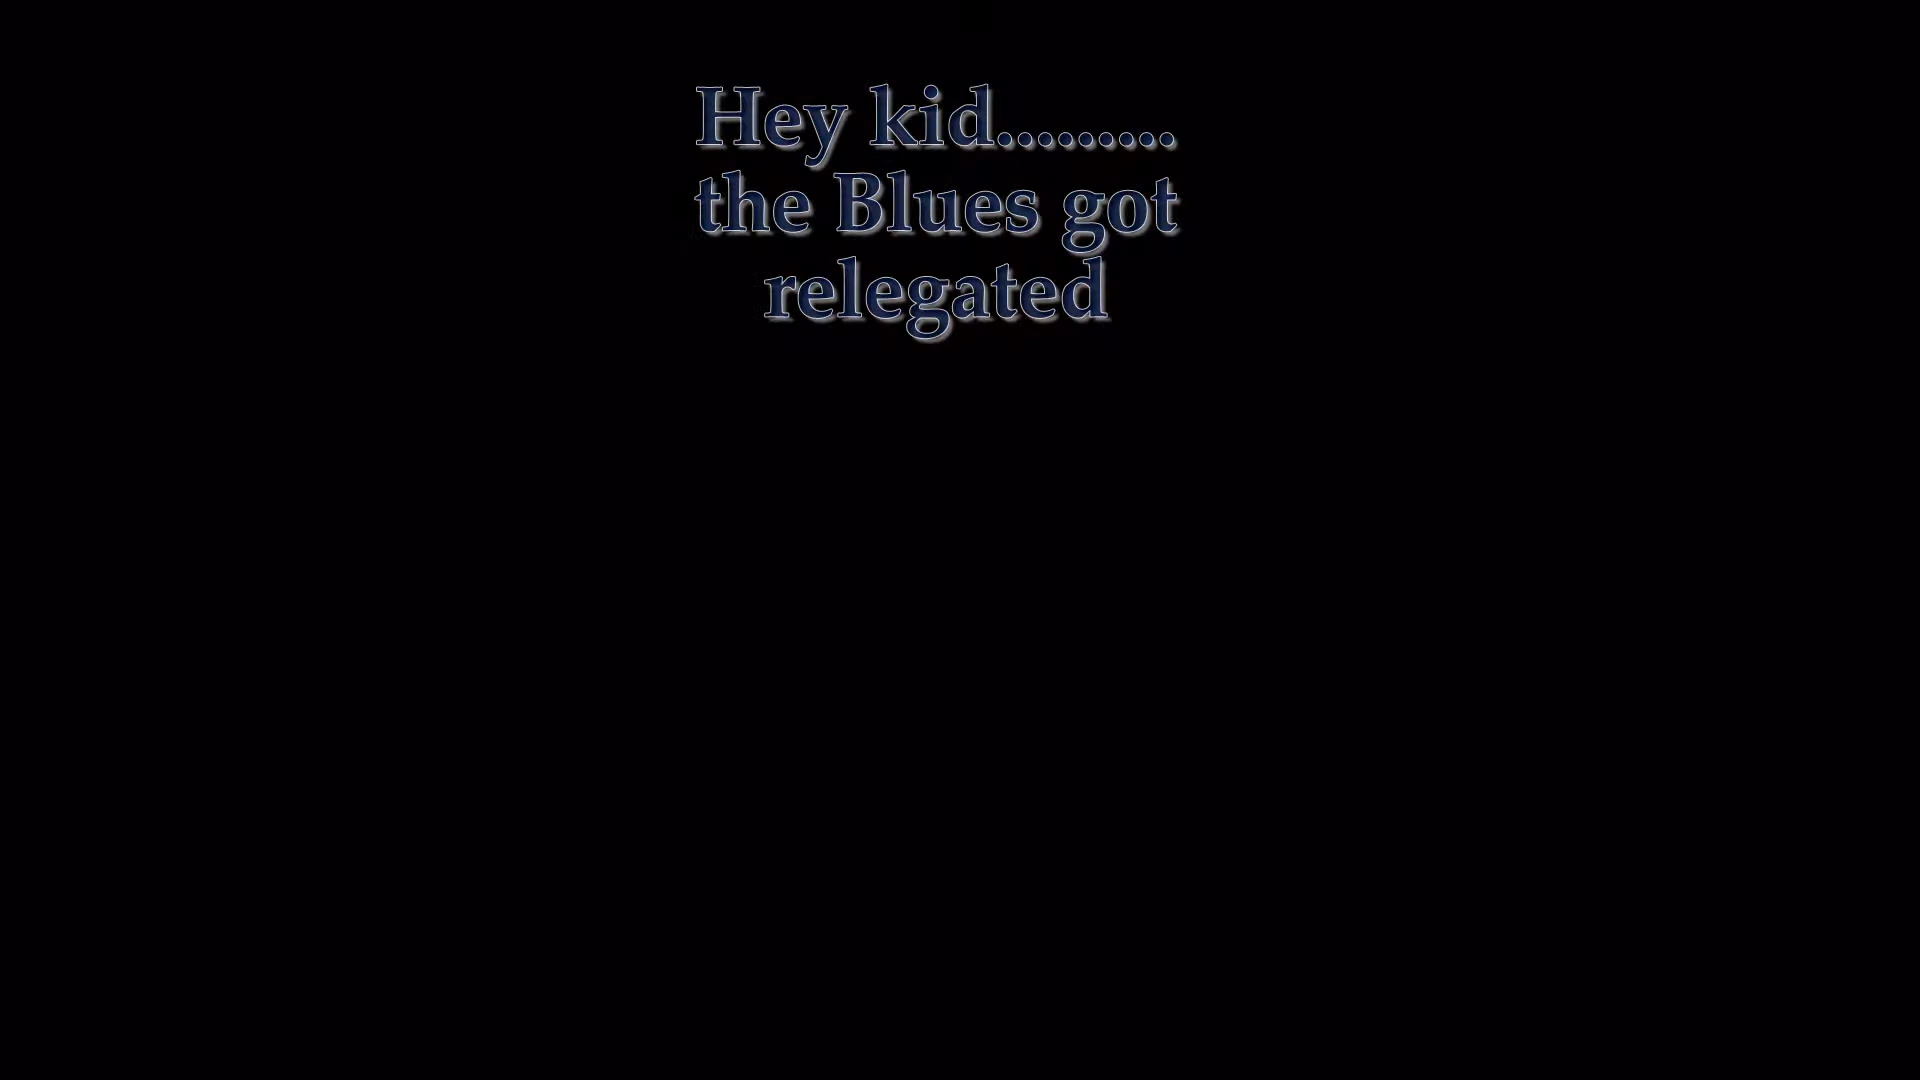 Hey kid.........
the Blues got
relegated